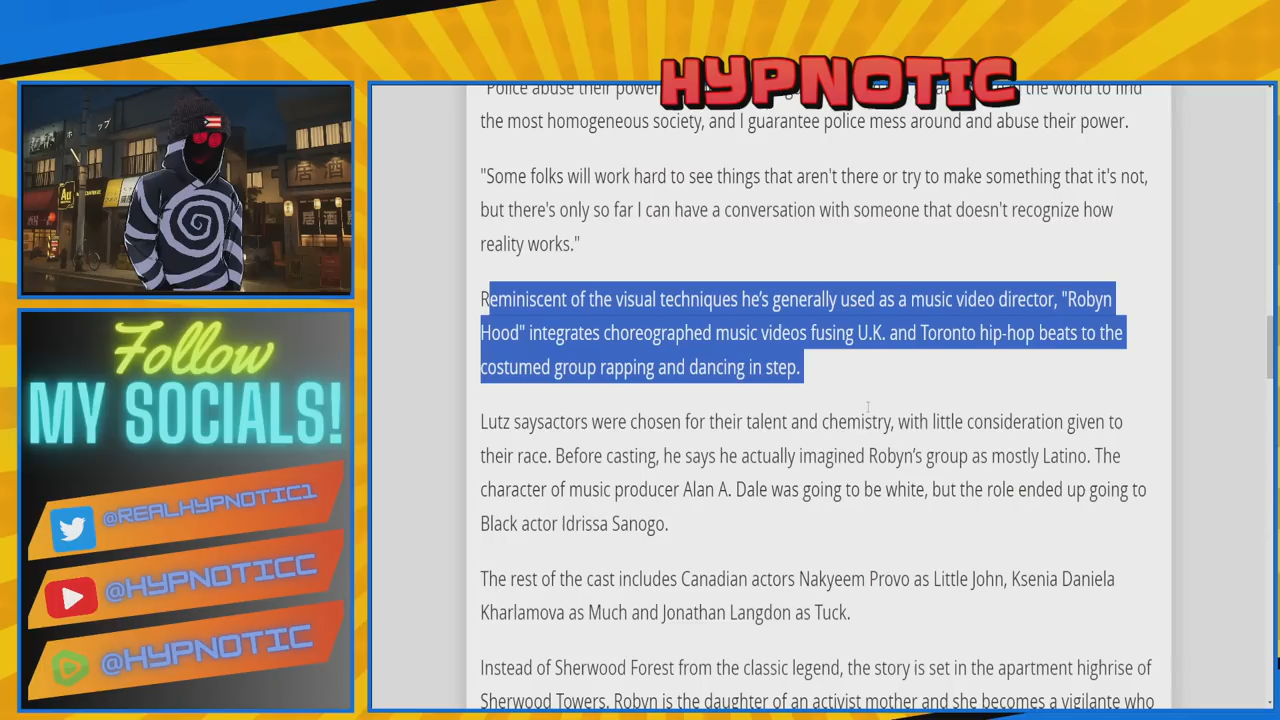 HYPNOTIC
"Police abuse their power
the world to find
the most homogeneous society, and I guarantee police mess around and abuse their power.
"Some folks will work hard to see things that aren't there or try to make something that it's not,
but there's only so far I can have a conversation with someone that doesn't recognize how
reality works."
Reminiscent of the visual techniques he's generally used as a music video director, "Robyn
Hood" integrates choreographed music videos fusing U.K. and Toronto hip-hop beats to the
costumed group rapping and dancing in step.
Lutz saysactors were chosen for their talent and chemistry, with little consideration given to
their race. Before casting, he says he actually imagined Robyn's group as mostly Latino. The
character of music producer Alan A. Dale was going to be white, but the role ended up going to
Black actor Idrissa Sanogo.
The rest of the cast includes Canadian actors Nakyeem Provo as Little John, Ksenia Daniela
Kharlamova as Much and Jonathan Langdon as Tuck.
Instead of Sherwood Forest from the classic legend, the story is set in the apartment highrise of
Sherwood Towers. Robyn is the daughter of an activist mother and she becomes a vigilante who
Follow
MY SOCIALS!
@REALHYPNOTIC1
@HYPNOTICC
@HYPNOTIC